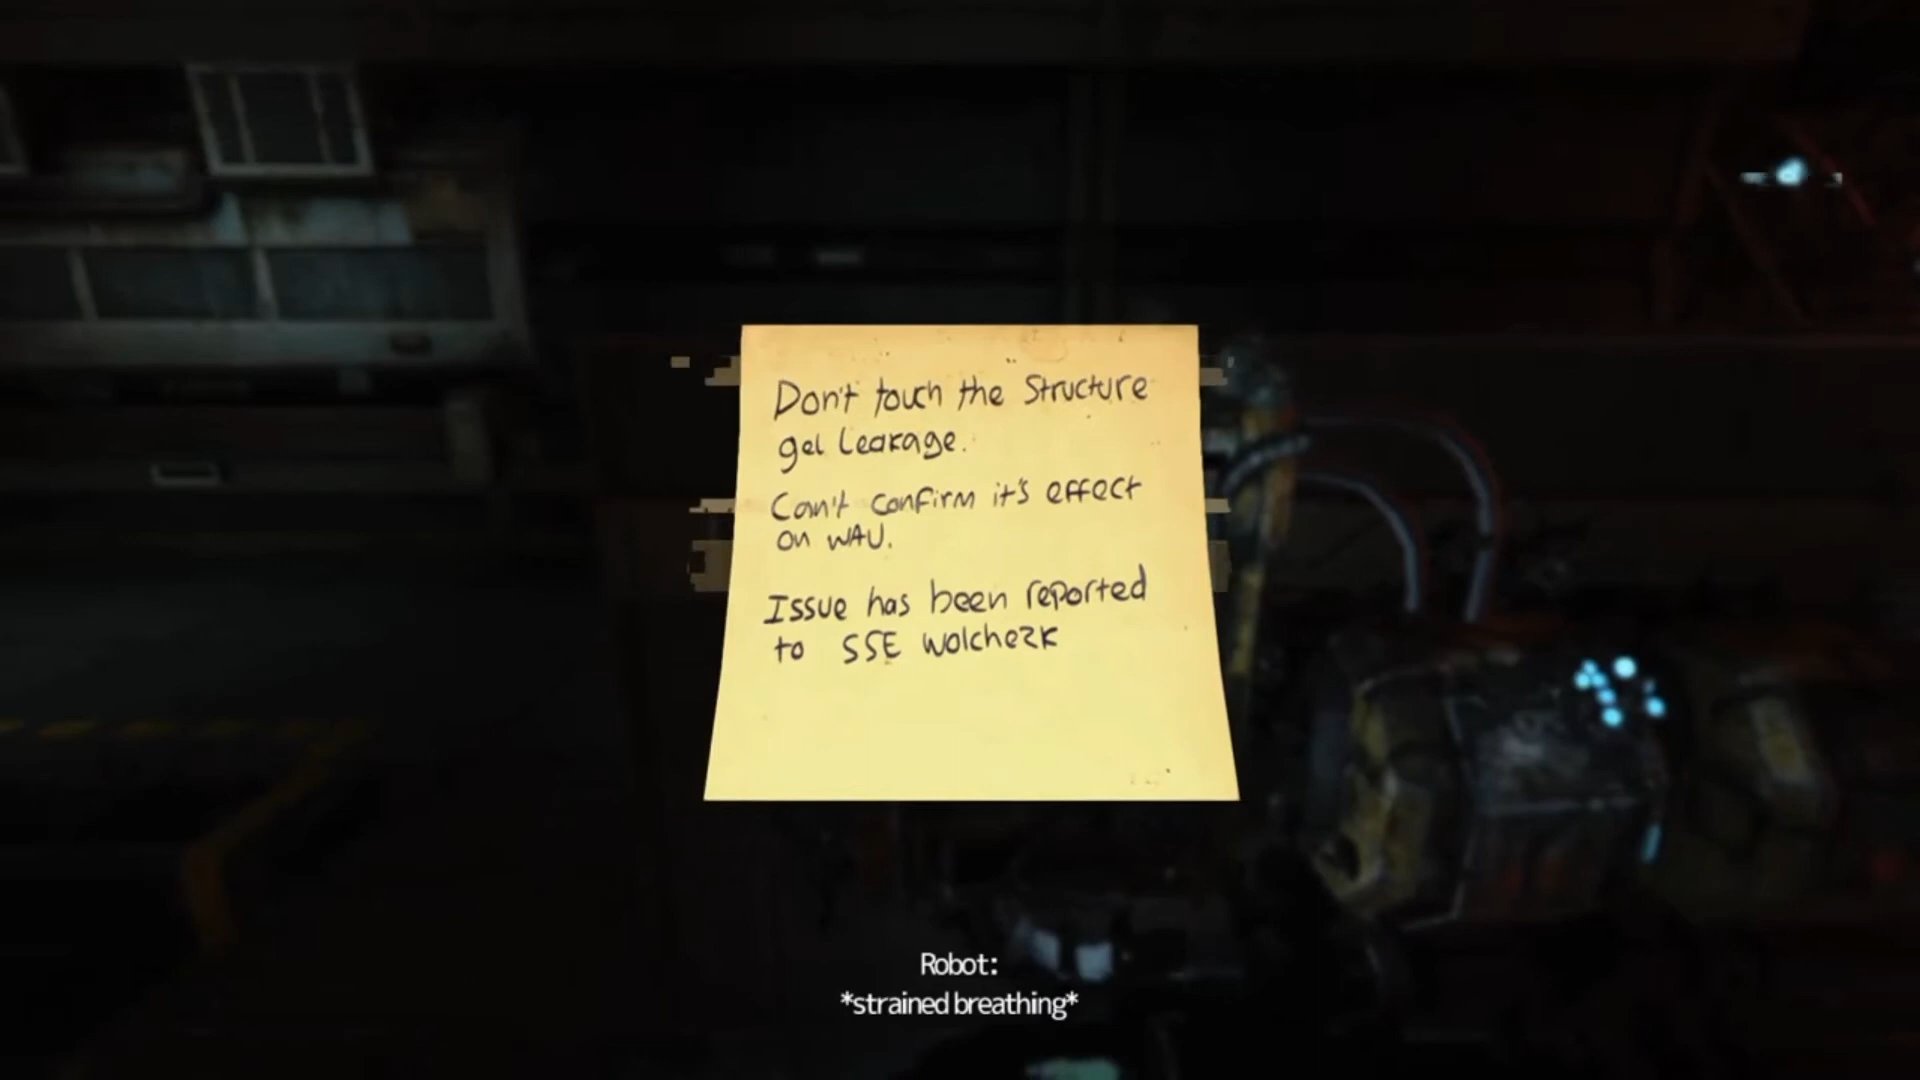 Don't touch the Structure
gel Leakage.
Can't confirm it's effect
on WAU.
Issue has been reported
to SSE Wolchezk
Robot:
*strained breathing*